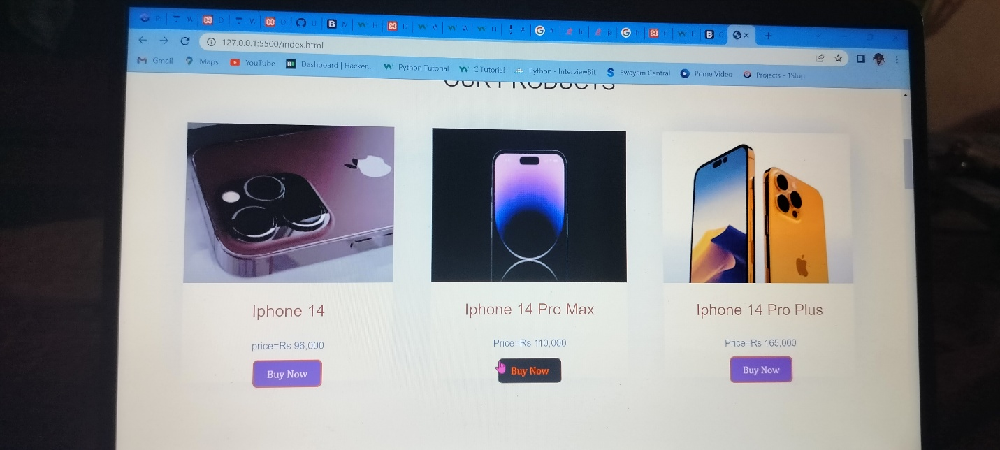 127.0.0.1:5500/index.html
Gmail Maps YouTube Dashboard | Hacker... Python Tutorial C Tutorial Python - InterviewBit Swayam Central Prime Video Projects - 1Stop
OUR PRODUCTS
Iphone 14
price=Rs 96,000
Buy Now
Iphone 14 Pro Max
Price=Rs 110,000
Buy Now
Iphone 14 Pro Plus
Price=Rs 165,000
Buy Now